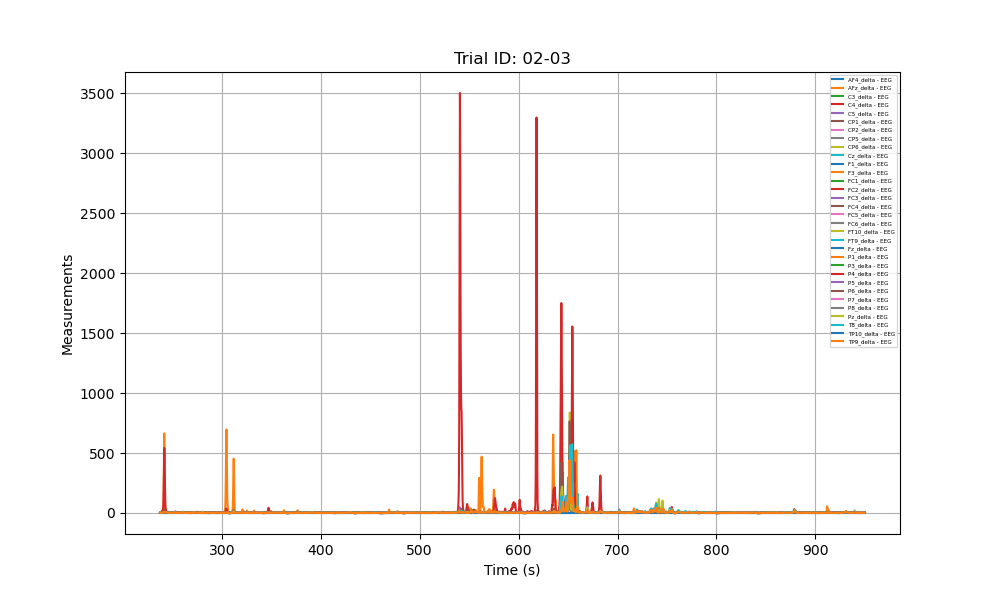 Trial ID: 02-03
3500
3000
2500
2000
1500
1000
500
0
Measurements
300
400
500
600
700
800
900
Time (s)
AF4_delta - EEG
AFz_delta - EEG
C3_delta - EEG
C4_delta - EEG
C5_delta - EEG
CP1_delta - EEG
CP2_delta - EEG
CP5_delta - EEG
CP6_delta - EEG
Cz_delta - EEG
F1_delta - EEG
F3_delta - EEG
FC1_delta - EEG
FC2_delta - EEG
FC3_delta - EEG
FC4_delta - EEG
FC5_delta - EEG
FC6_delta - EEG
FT10_delta - EEG
FT9_delta - EEG
Fz_delta - EEG
P1_delta - EEG
P3_delta - EEG
P4_delta - EEG
P5_delta - EEG
P6_delta - EEG
P7_delta - EEG
P8_delta - EEG
Pz_delta - EEG
T8_delta - EEG
TP10_delta - EEG
TP9_delta - EEG